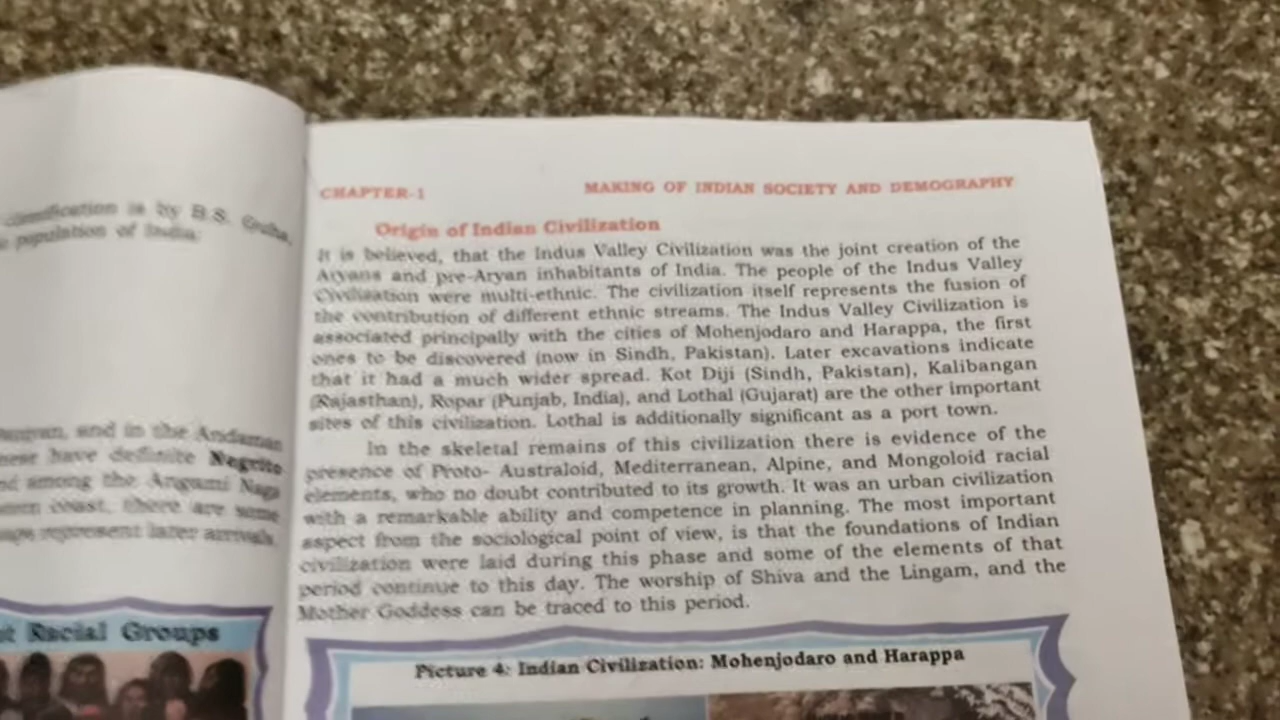 classification is by B.S. Guha,
population of India:
and in the Andaman
have definite Negrito
among the Angami Naga
coast, there are some
represent later arrivals.
Racial Groups
CHAPTER-1 MAKING OF INDIAN SOCIETY AND DEMOGRAPHY
Origin of Indian Civilization
It is believed, that the Indus Valley Civilization was the joint creation of the
Aryans and pre-Aryan inhabitants of India. The people of the Indus Valley
Civilization were multi-ethnic. The civilization itself represents the fusion of
the contribution of different ethnic streams. The Indus Valley Civilization is
associated principally with the cities of Mohenjodaro and Harappa, the first
ones to be discovered (now in Sindh, Pakistan). Later excavations indicate
that it had a much wider spread. Kot Diji (Sindh, Pakistan), Kalibangan
(Rajasthan), Ropar (Punjab, India), and Lothal (Gujarat) are the other important
sites of this civilization. Lothal is additionally significant as a port town.
In the skeletal remains of this civilization there is evidence of the
presence of Proto- Australoid, Mediterranean, Alpine, and Mongoloid racial
elements, who no doubt contributed to its growth. It was an urban civilization
with a remarkable ability and competence in planning. The most important
aspect from the sociological point of view, is that the foundations of Indian
civilization were laid during this phase and some of the elements of that
period continue to this day. The worship of Shiva and the Lingam, and the
Mother Goddess can be traced to this period.
Picture 4: Indian Civilization: Mohenjodaro and Harappa